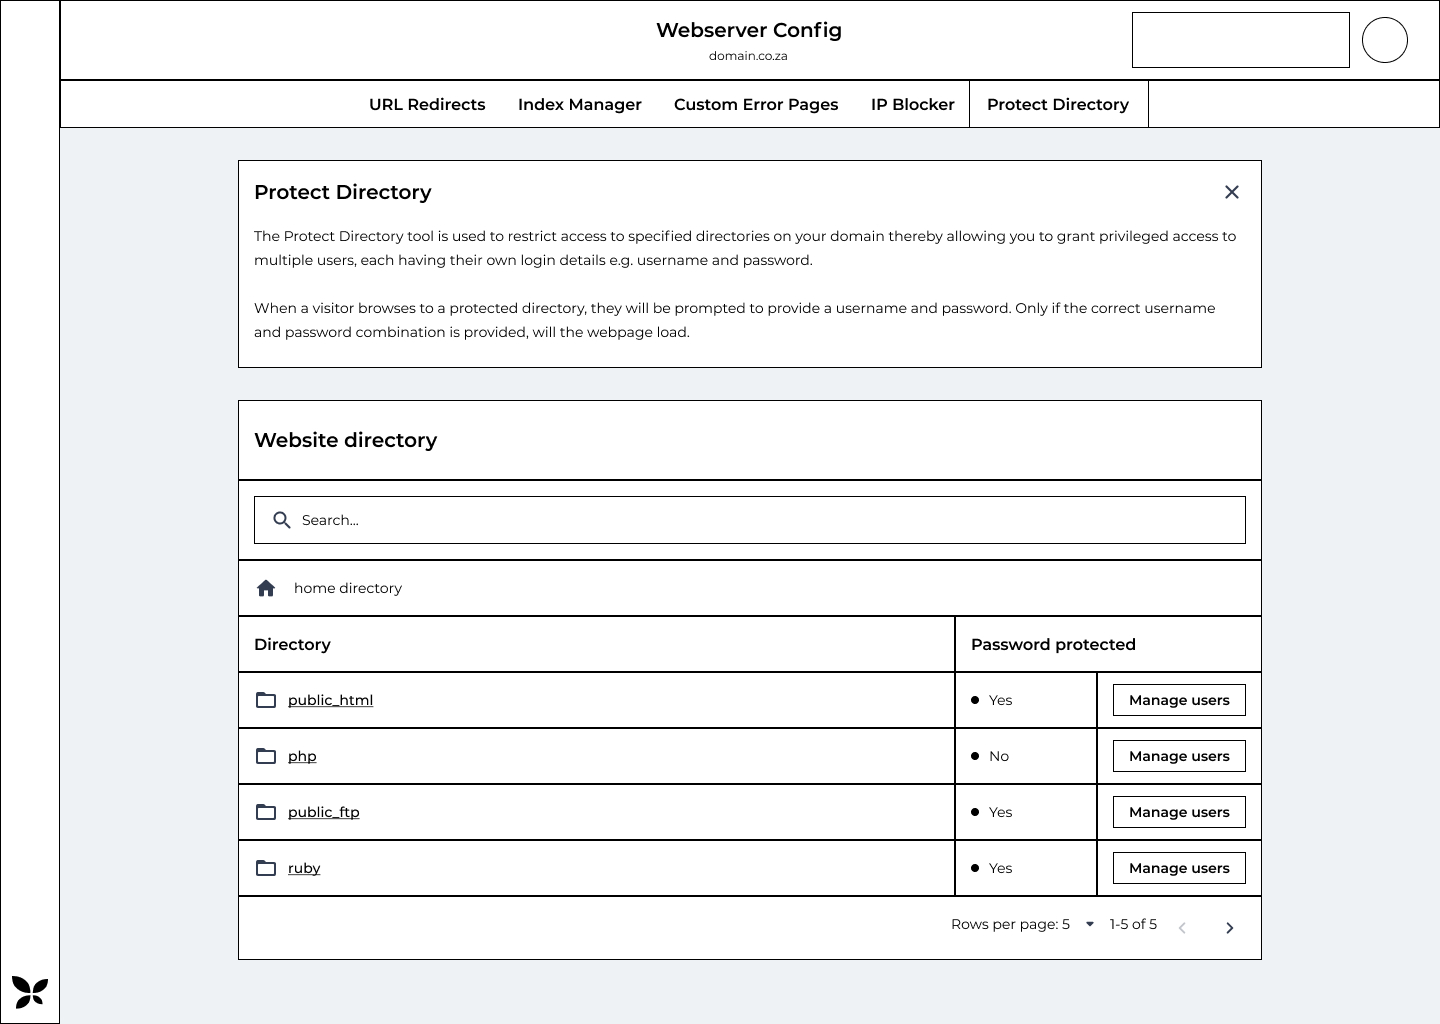 Webserver Config
domain.co.za
URL Redirects
Index Manager
Custom Error Pages
IP Blocker
Protect Directory
Protect Directory
The Protect Directory tool is used to restrict access to specified directories on your domain thereby allowing you to grant privileged access to
multiple users, each having their own login details e.g. username and password.
When a visitor browses to a protected directory, they will be prompted to provide a username and password. Only if the correct username
and password combination is provided, will the webpage load.
Website directory
Search...
home directory
Directory
Password protected
public_html
Yes
Manage users
php
No
Manage users
public_ftp
Yes
Manage users
ruby
Yes
Manage users
Rows per page: 5
1-5 of 5